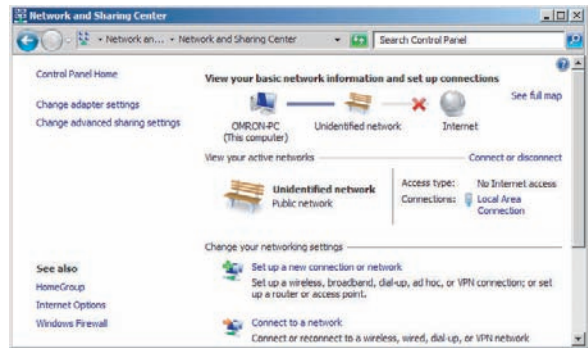 Network and Sharing Center
Network an... Network and Sharing Center
Search Control Panel
Control Panel Home
Change adapter settings
Change advanced sharing settings
See also
HomeGroup
Internet Options
Windows Firewall
View your basic network information and set up connections
See full map
OMRON-PC
(This computer)
Unidentified network
Internet
View your active networks
Connect or disconnect
Unidentified network
Public network
Access type: No Internet access
Connections: Local Area
Connection
Change your networking settings
Set up a new connection or network
Set up a wireless, broadband, dial-up, ad hoc, or VPN connection; or set
up a router or access point.
Connect to a network
Connect or reconnect to a wireless, wired, dial-up, or VPN network